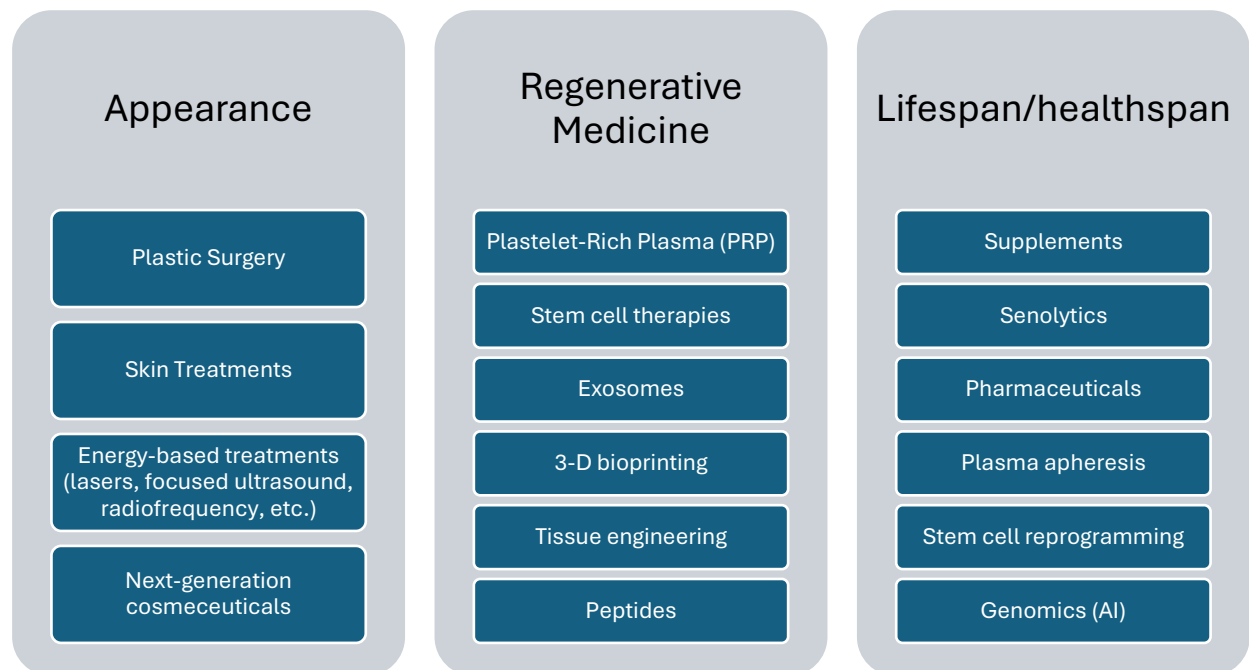 Appearance
Plastic Surgery
Skin Treatments
Energy-based treatments
(lasers, focused ultrasound,
radiofrequency, etc.)
Next-generation
cosmeceuticals
Regenerative
Medicine
Plastelet-Rich Plasma (PRP)
Stem cell therapies
Exosomes
3-D bioprinting
Tissue engineering
Peptides
Lifespan/healthspan
Supplements
Senolytics
Pharmaceuticals
Plasma apheresis
Stem cell reprogramming
Genomics (AI)